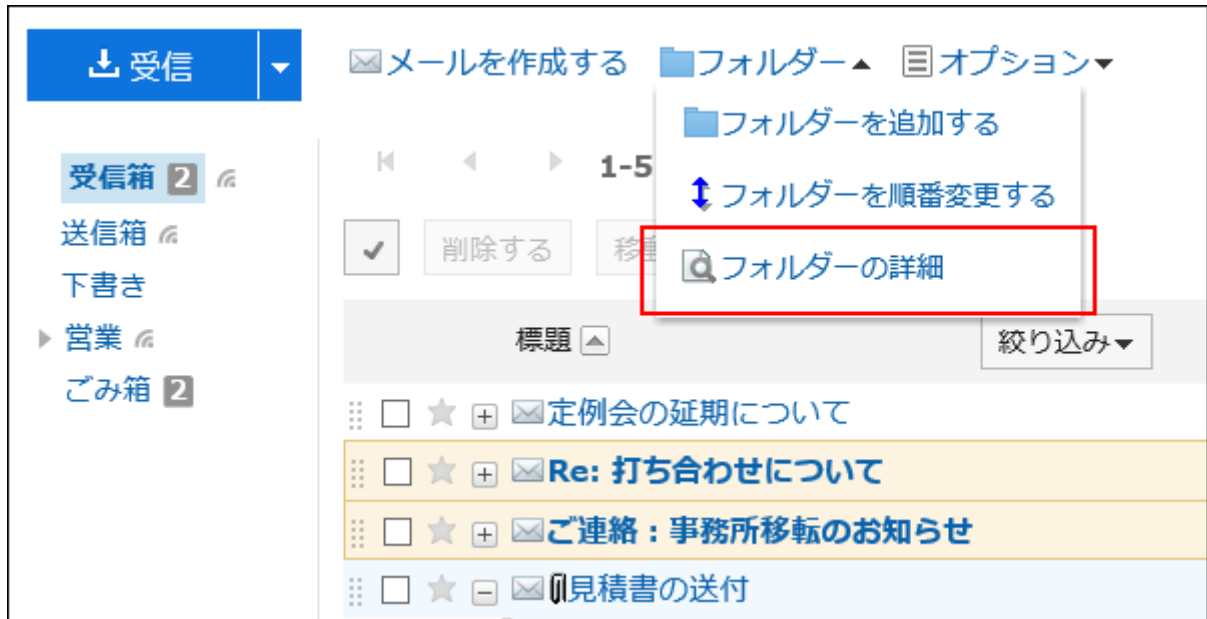 受信 メールを作成する フォルダー オプション
フォルダーを追加する
フォルダーを順番変更する
フォルダーの詳細
受信箱 2
送信箱
下書き
営業
ごみ箱 2
1-5
削除する
標題 絞り込み
定例会の延期について
Re: 打ち合わせについて
ご連絡：事務所移転のお知らせ
見積書の送付